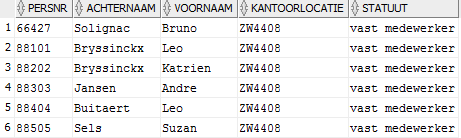 PERSNR ACHTERNAAM VOORNAAM KANTOORLOCATIE STATUUT
1 66427 Solignac Bruno ZW4408 vast medewerker
2 88101 Bryssinckx Leo ZW4408 vast medewerker
3 88202 Bryssinckx Katrien ZW4408 vast medewerker
4 88303 Jansen Andre ZW4408 vast medewerker
5 88404 Buitaert Leo ZW4408 vast medewerker
6 88505 Sels Suzan ZW4408 vast medewerker